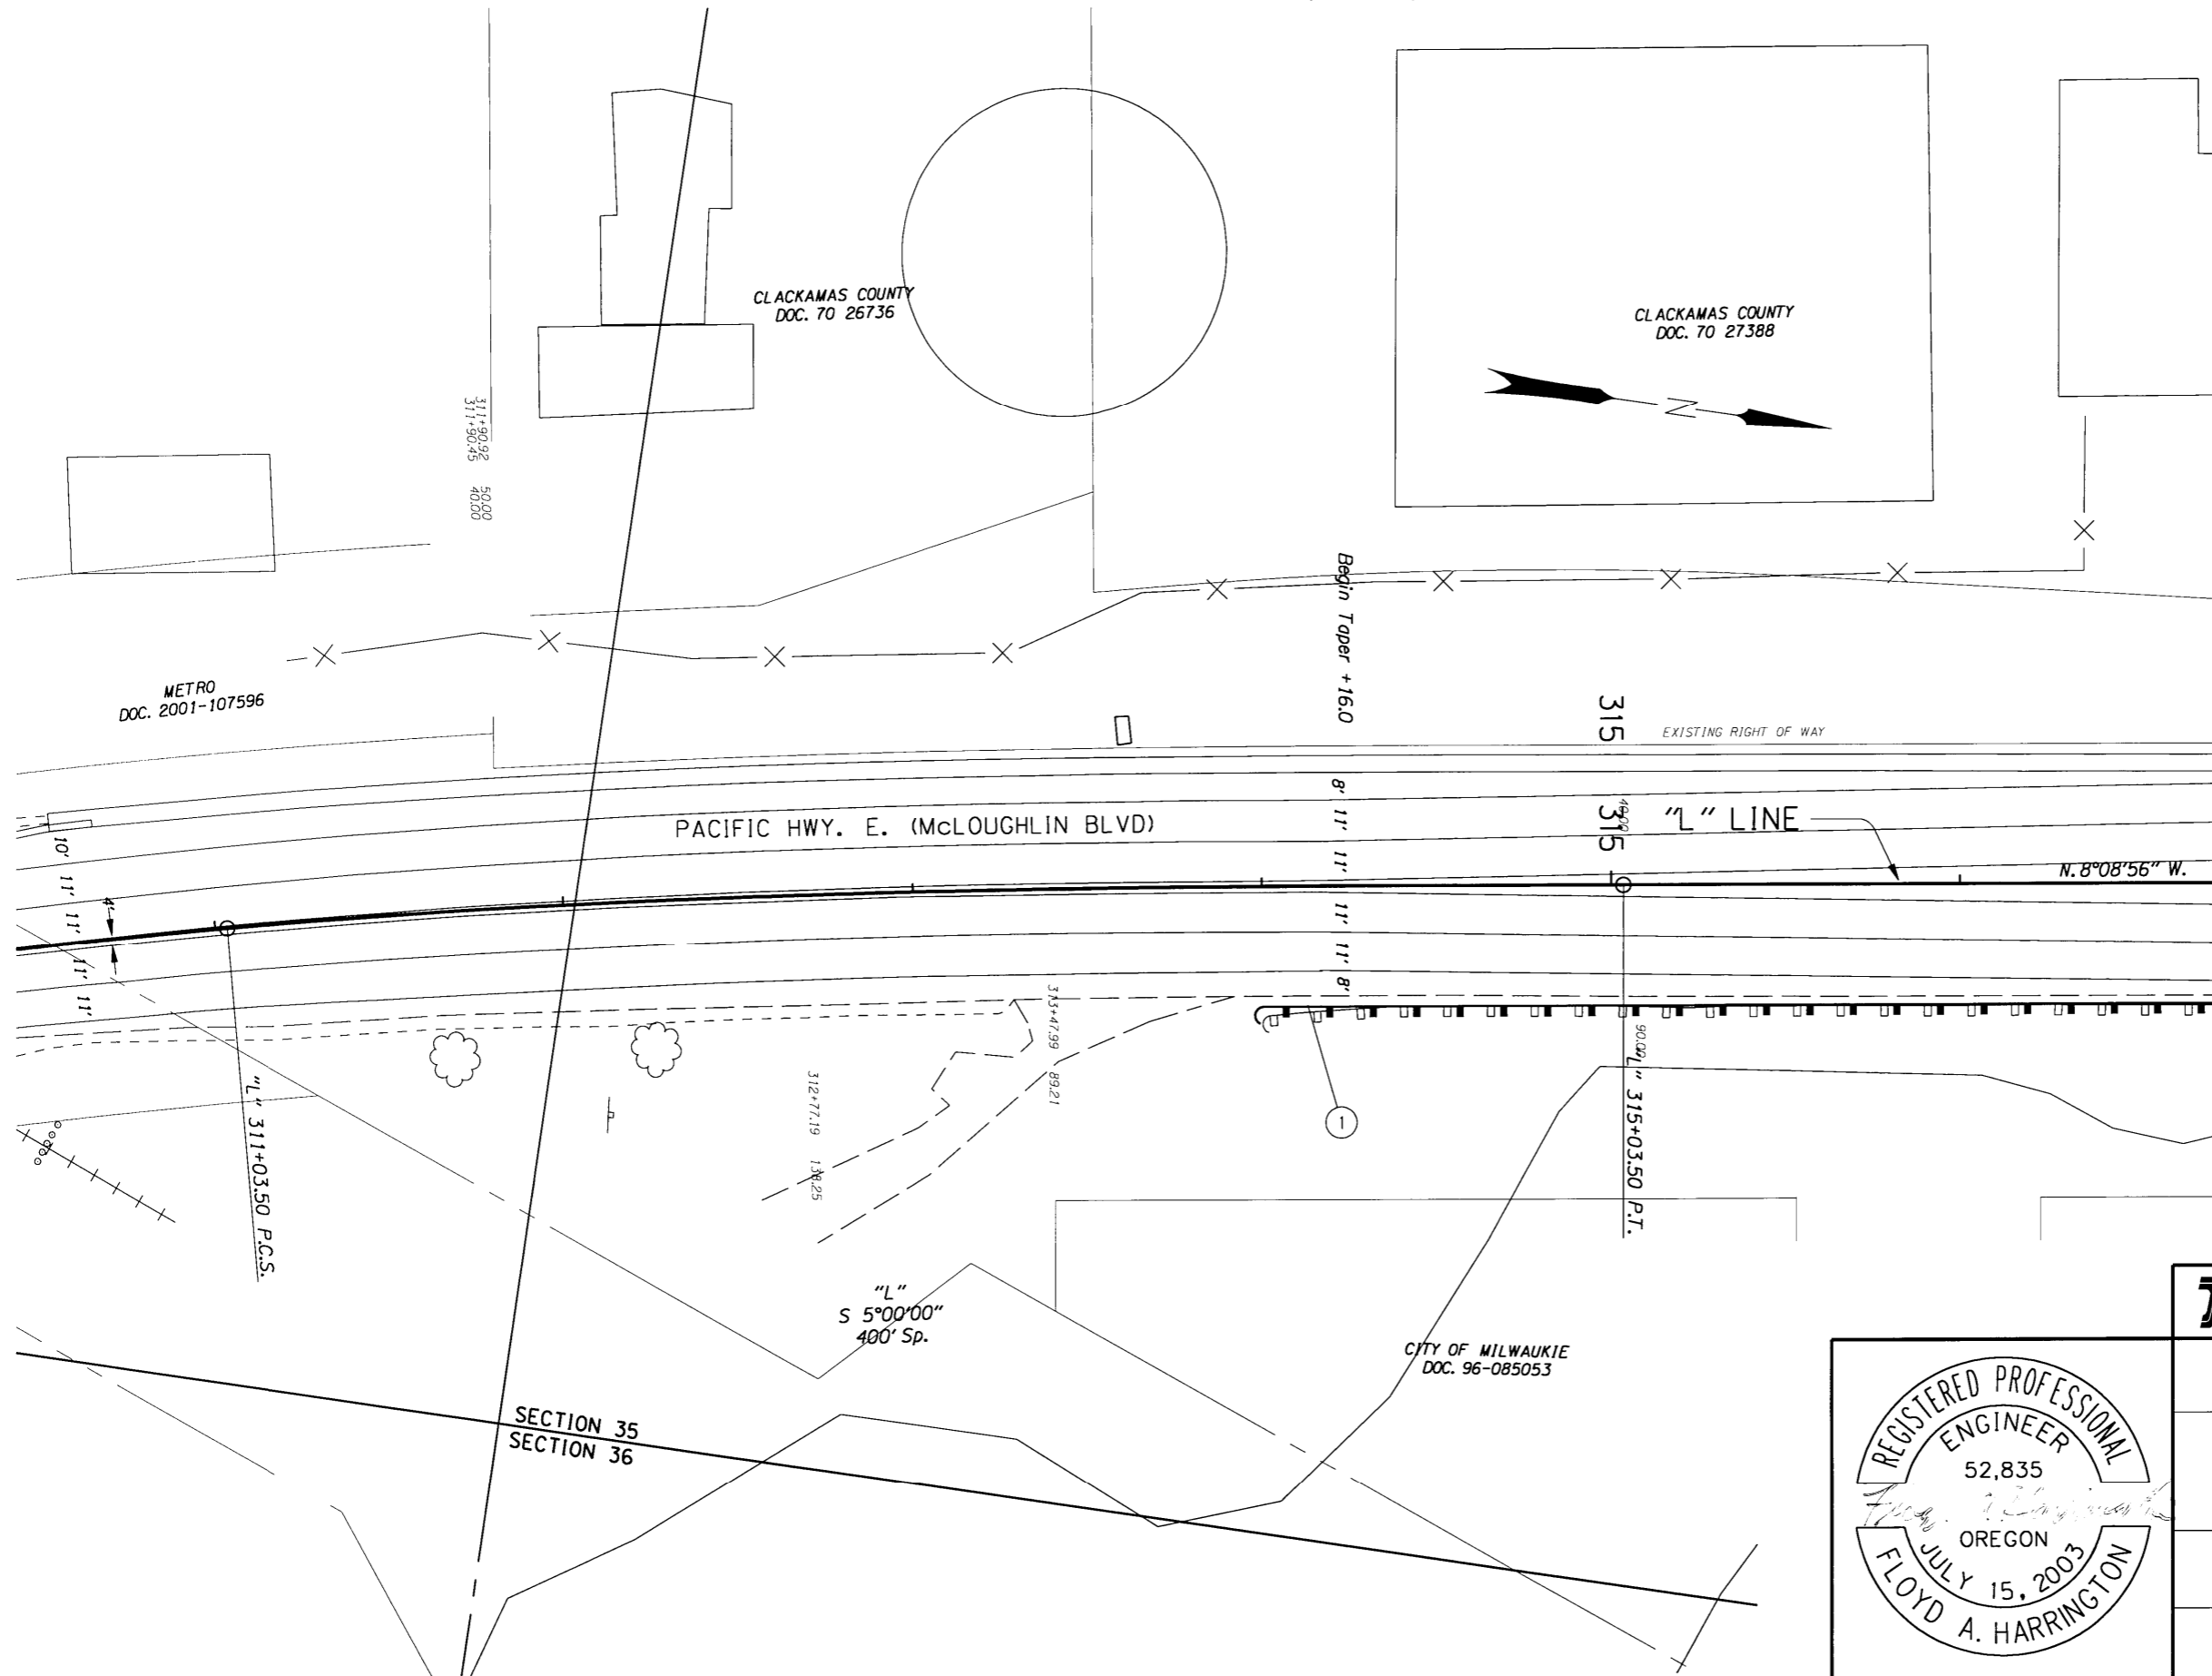 CLACKAMAS COUNTY
DOC. 70 26736
CLACKAMAS COUNTY
DOC. 70 27388
N
311+90.92 50.00
311+90.45 40.00
Begin Taper +16.0
METRO
DOC. 2001-107596
315
EXISTING RIGHT OF WAY
PACIFIC HWY. E. (McLOUGHLIN BLVD)
8' 11' 11' 11' 11' 8'
40.00
315
"L" LINE
N. 8°08'56" W.
10' 11' 11' 11' 11'
4'
"L" 311+03.50 P.C.S.
312+77.19 138.25
313+47.99 89.21
1
90.00
"L" 315+03.50 P.T.
"L"
S 5°00'00"
400' Sp.
CITY OF MILWAUKIE
DOC. 96-085053
SECTION 35
SECTION 36
REGISTERED PROFESSIONAL
ENGINEER
52,835
OREGON
JULY 15, 2003
FLOYD A. HARRINGTON